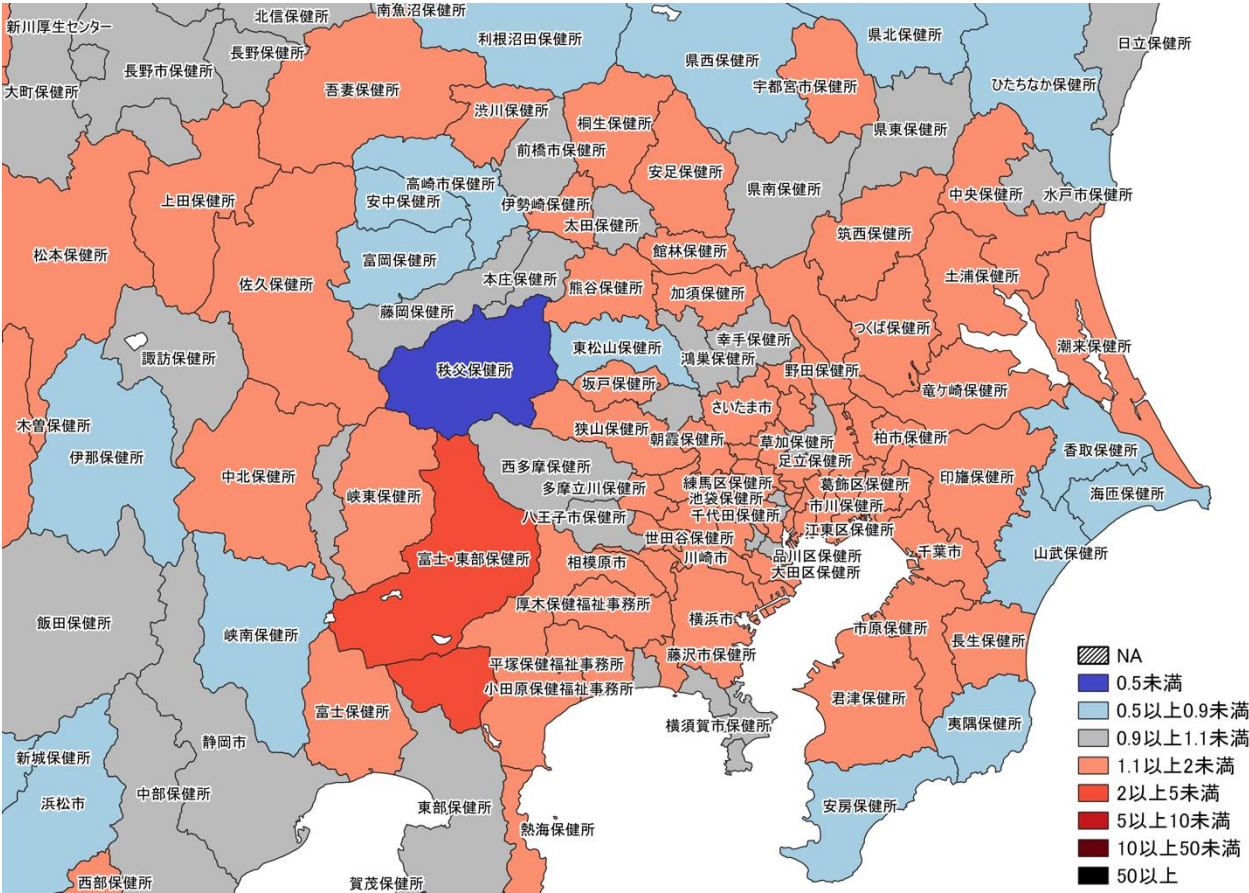 新川厚生センター
北信保健所
南魚沼保健所
利根沼田保健所
県北保健所
日立保健所
長野保健所
長野市保健所
大町保健所
吾妻保健所
県西保健所
宇都宮市保健所
ひたちなか保健所
渋川保健所
桐生保健所
県東保健所
前橋市保健所
安足保健所
県南保健所
高崎市保健所
安中保健所
上田保健所
伊勢崎保健所
太田保健所
中央保健所
水戸市保健所
筑西保健所
松本保健所
富岡保健所
館林保健所
佐久保健所
本庄保健所
熊谷保健所
加須保健所
土浦保健所
藤岡保健所
つくば保健所
諏訪保健所
秩父保健所
東松山保健所
幸手保健所
鴻巣保健所
潮来保健所
坂戸保健所
野田保健所
竜ケ崎保健所
さいたま市
木曽保健所
狭山保健所
朝霞保健所
草加保健所
柏市保健所
伊那保健所
足立保健所
香取保健所
中北保健所
西多摩保健所
峡東保健所
多摩立川保健所
練馬区保健所
葛飾区保健所
印旛保健所
池袋保健所
海匝保健所
市川保健所
八王子市保健所
千代田保健所
江東区保健所
世田谷保健所
富士・東部保健所
相模原市
川崎市
品川区保健所
千葉市
山武保健所
大田区保健所
厚木保健福祉事務所
横浜市
飯田保健所
峡南保健所
市原保健所
長生保健所
藤沢市保健所
平塚保健福祉事務所
小田原保健福祉事務所
君津保健所
富士保健所
夷隅保健所
横須賀市保健所
静岡市
新城保健所
浜松市
中部保健所
東部保健所
安房保健所
熱海保健所
西部保健所
賀茂保健所
NA
0.5未満
0.5以上0.9未満
0.9以上1.1未満
1.1以上2未満
2以上5未満
5以上10未満
10以上50未満
50以上